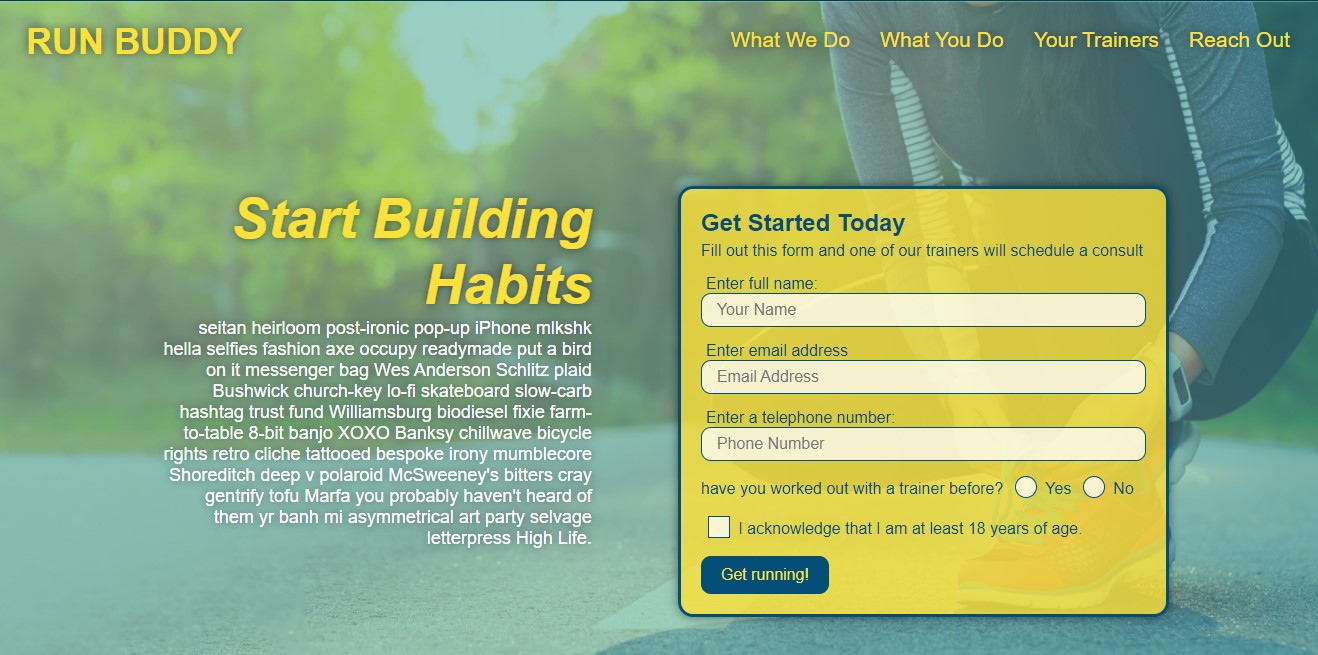 RUN BUDDY
What We Do What You Do Your Trainers Reach Out
Start Building
Habits
seitan heirloom post-ironic pop-up iPhone mlkshk
hella selfies fashion axe occupy readymade put a bird
on it messenger bag Wes Anderson Schlitz plaid
Bushwick church-key lo-fi skateboard slow-carb
hashtag trust fund Williamsburg biodiesel fixie farm-
to-table 8-bit banjo XOXO Banksy chillwave bicycle
rights retro cliche tattooed bespoke irony mumblecore
Shoreditch deep v polaroid McSweeney's bitters cray
gentrify tofu Marfa you probably haven't heard of
them yr banh mi asymmetrical art party selvage
letterpress High Life.
Get Started Today
Fill out this form and one of our trainers will schedule a consult
Enter full name:
Your Name
Enter email address
Email Address
Enter a telephone number:
Phone Number
have you worked out with a trainer before? Yes No
I acknowledge that I am at least 18 years of age.
Get running!